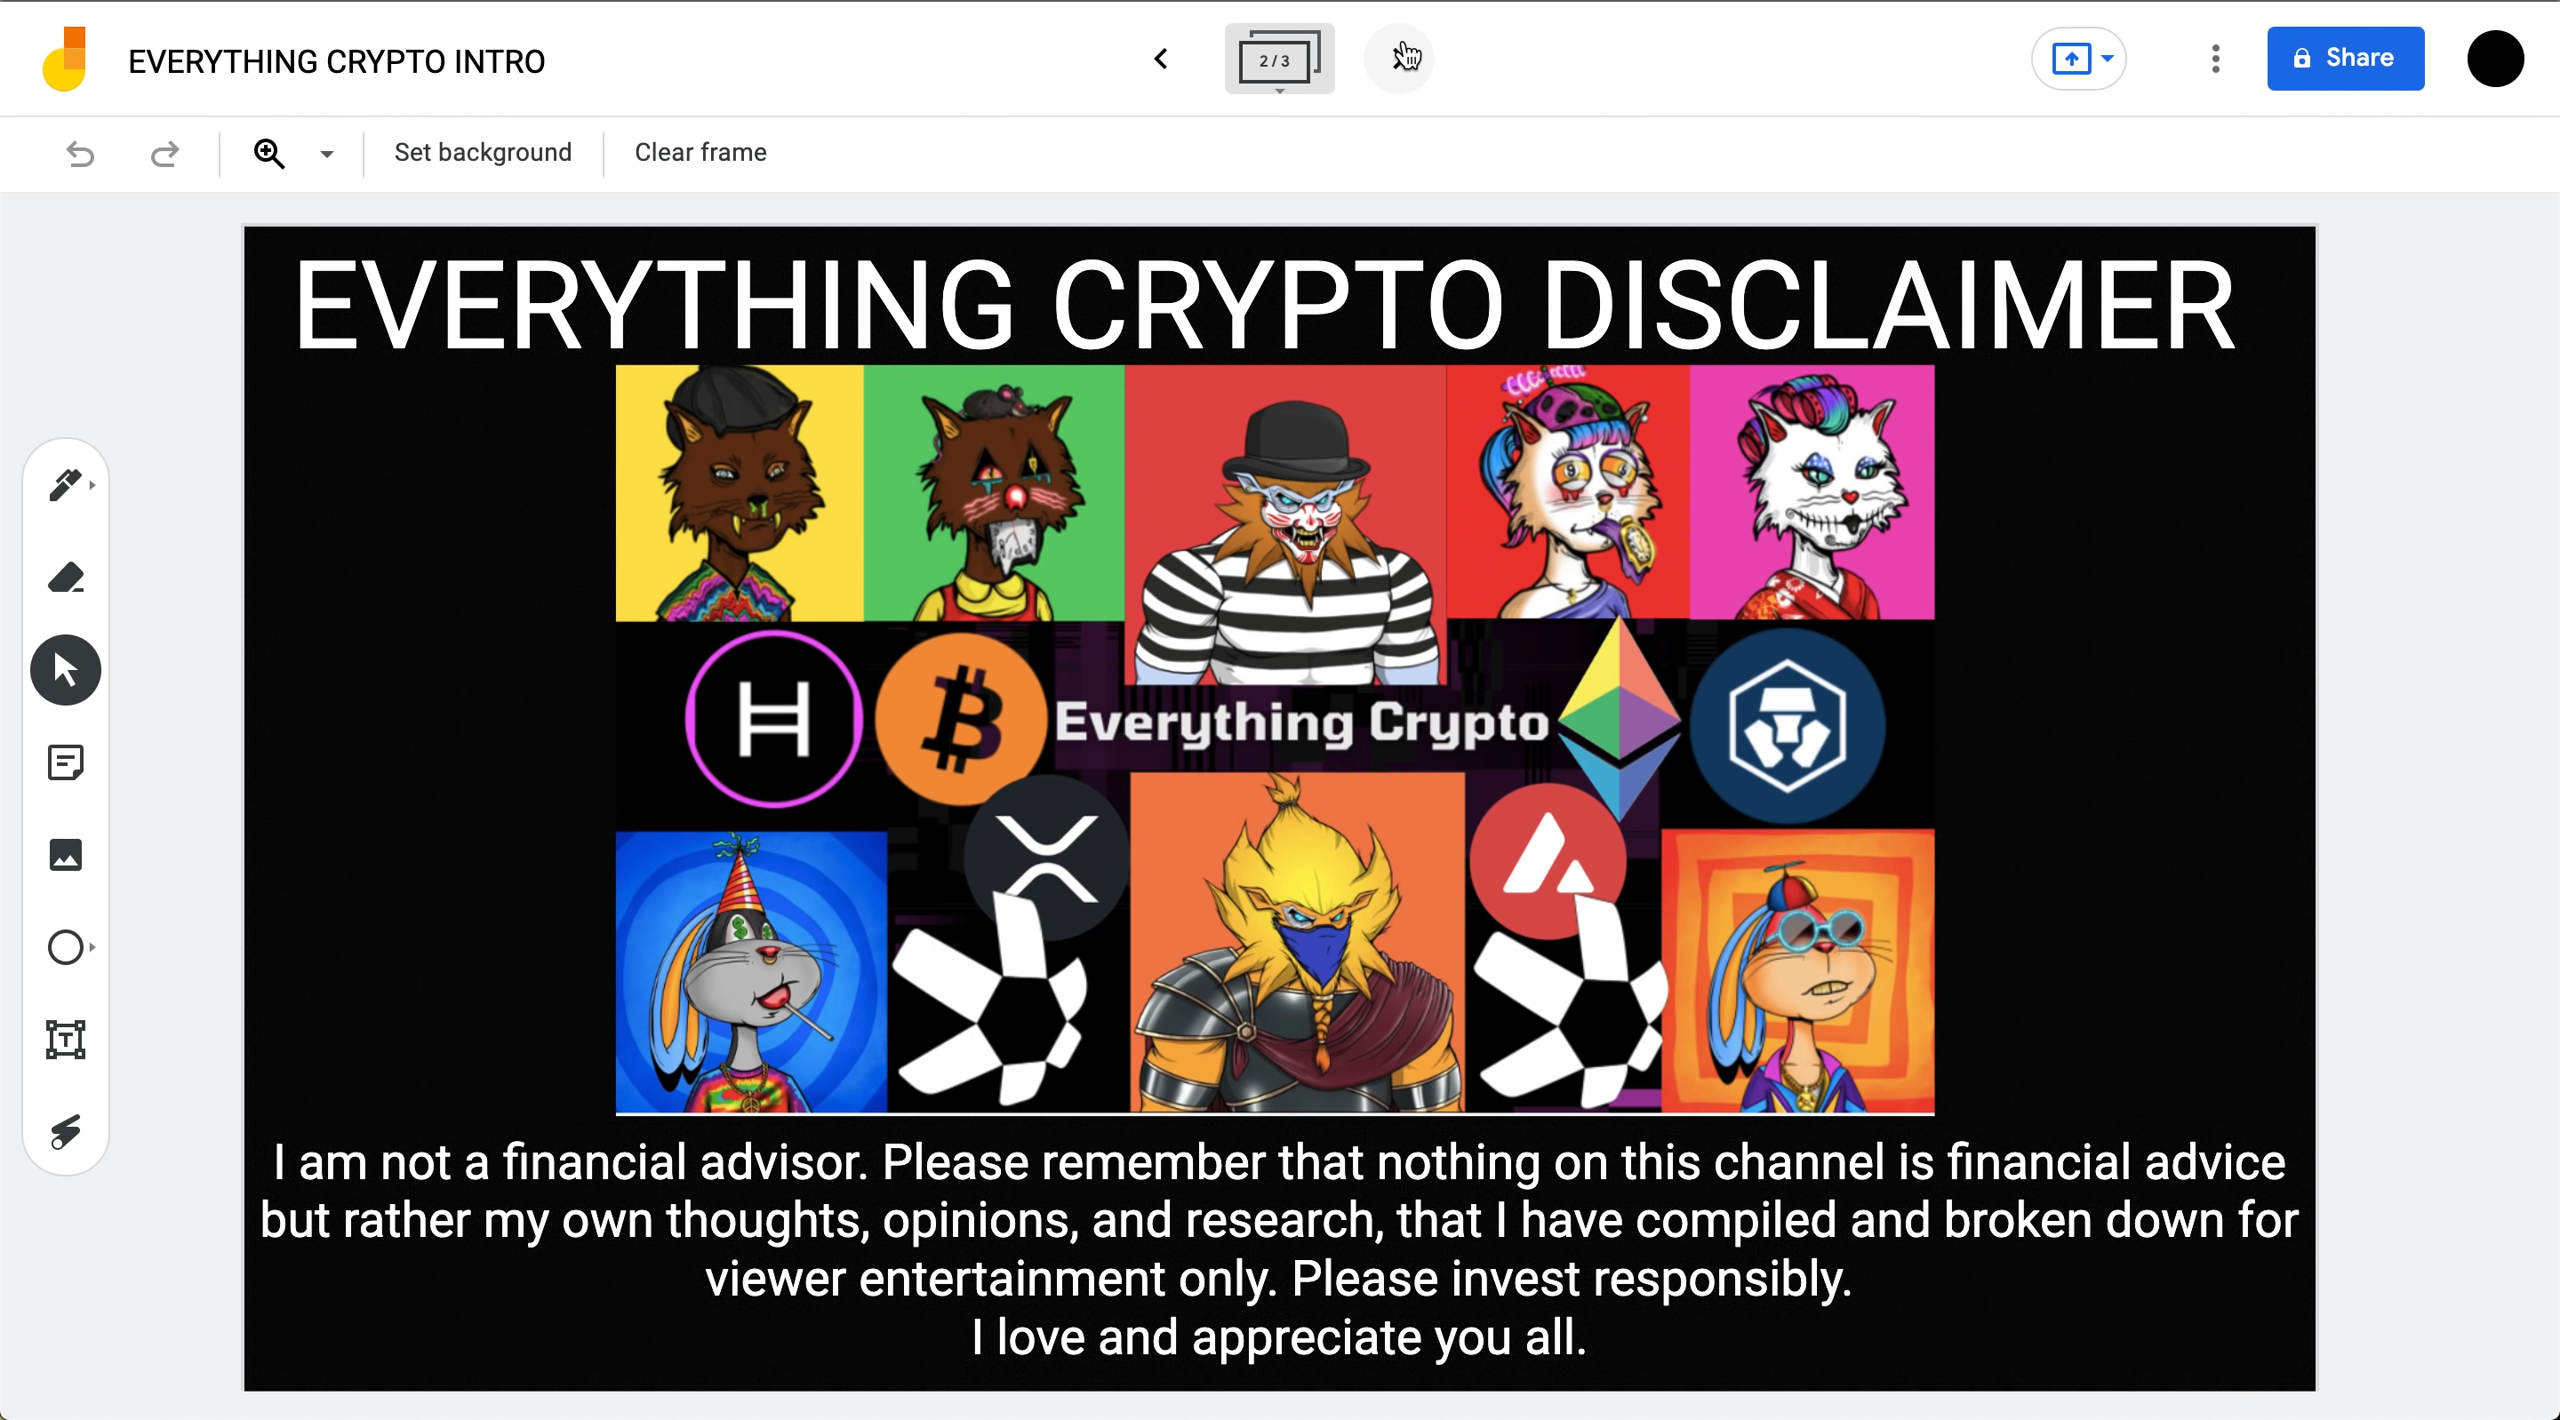 EVERYTHING CRYPTO INTRO
2 / 3
Share
Set background
Clear frame
EVERYTHING CRYPTO DISCLAIMER
Everything Crypto
I am not a financial advisor. Please remember that nothing on this channel is financial advice
but rather my own thoughts, opinions, and research, that I have compiled and broken down for
viewer entertainment only. Please invest responsibly.
I love and appreciate you all.